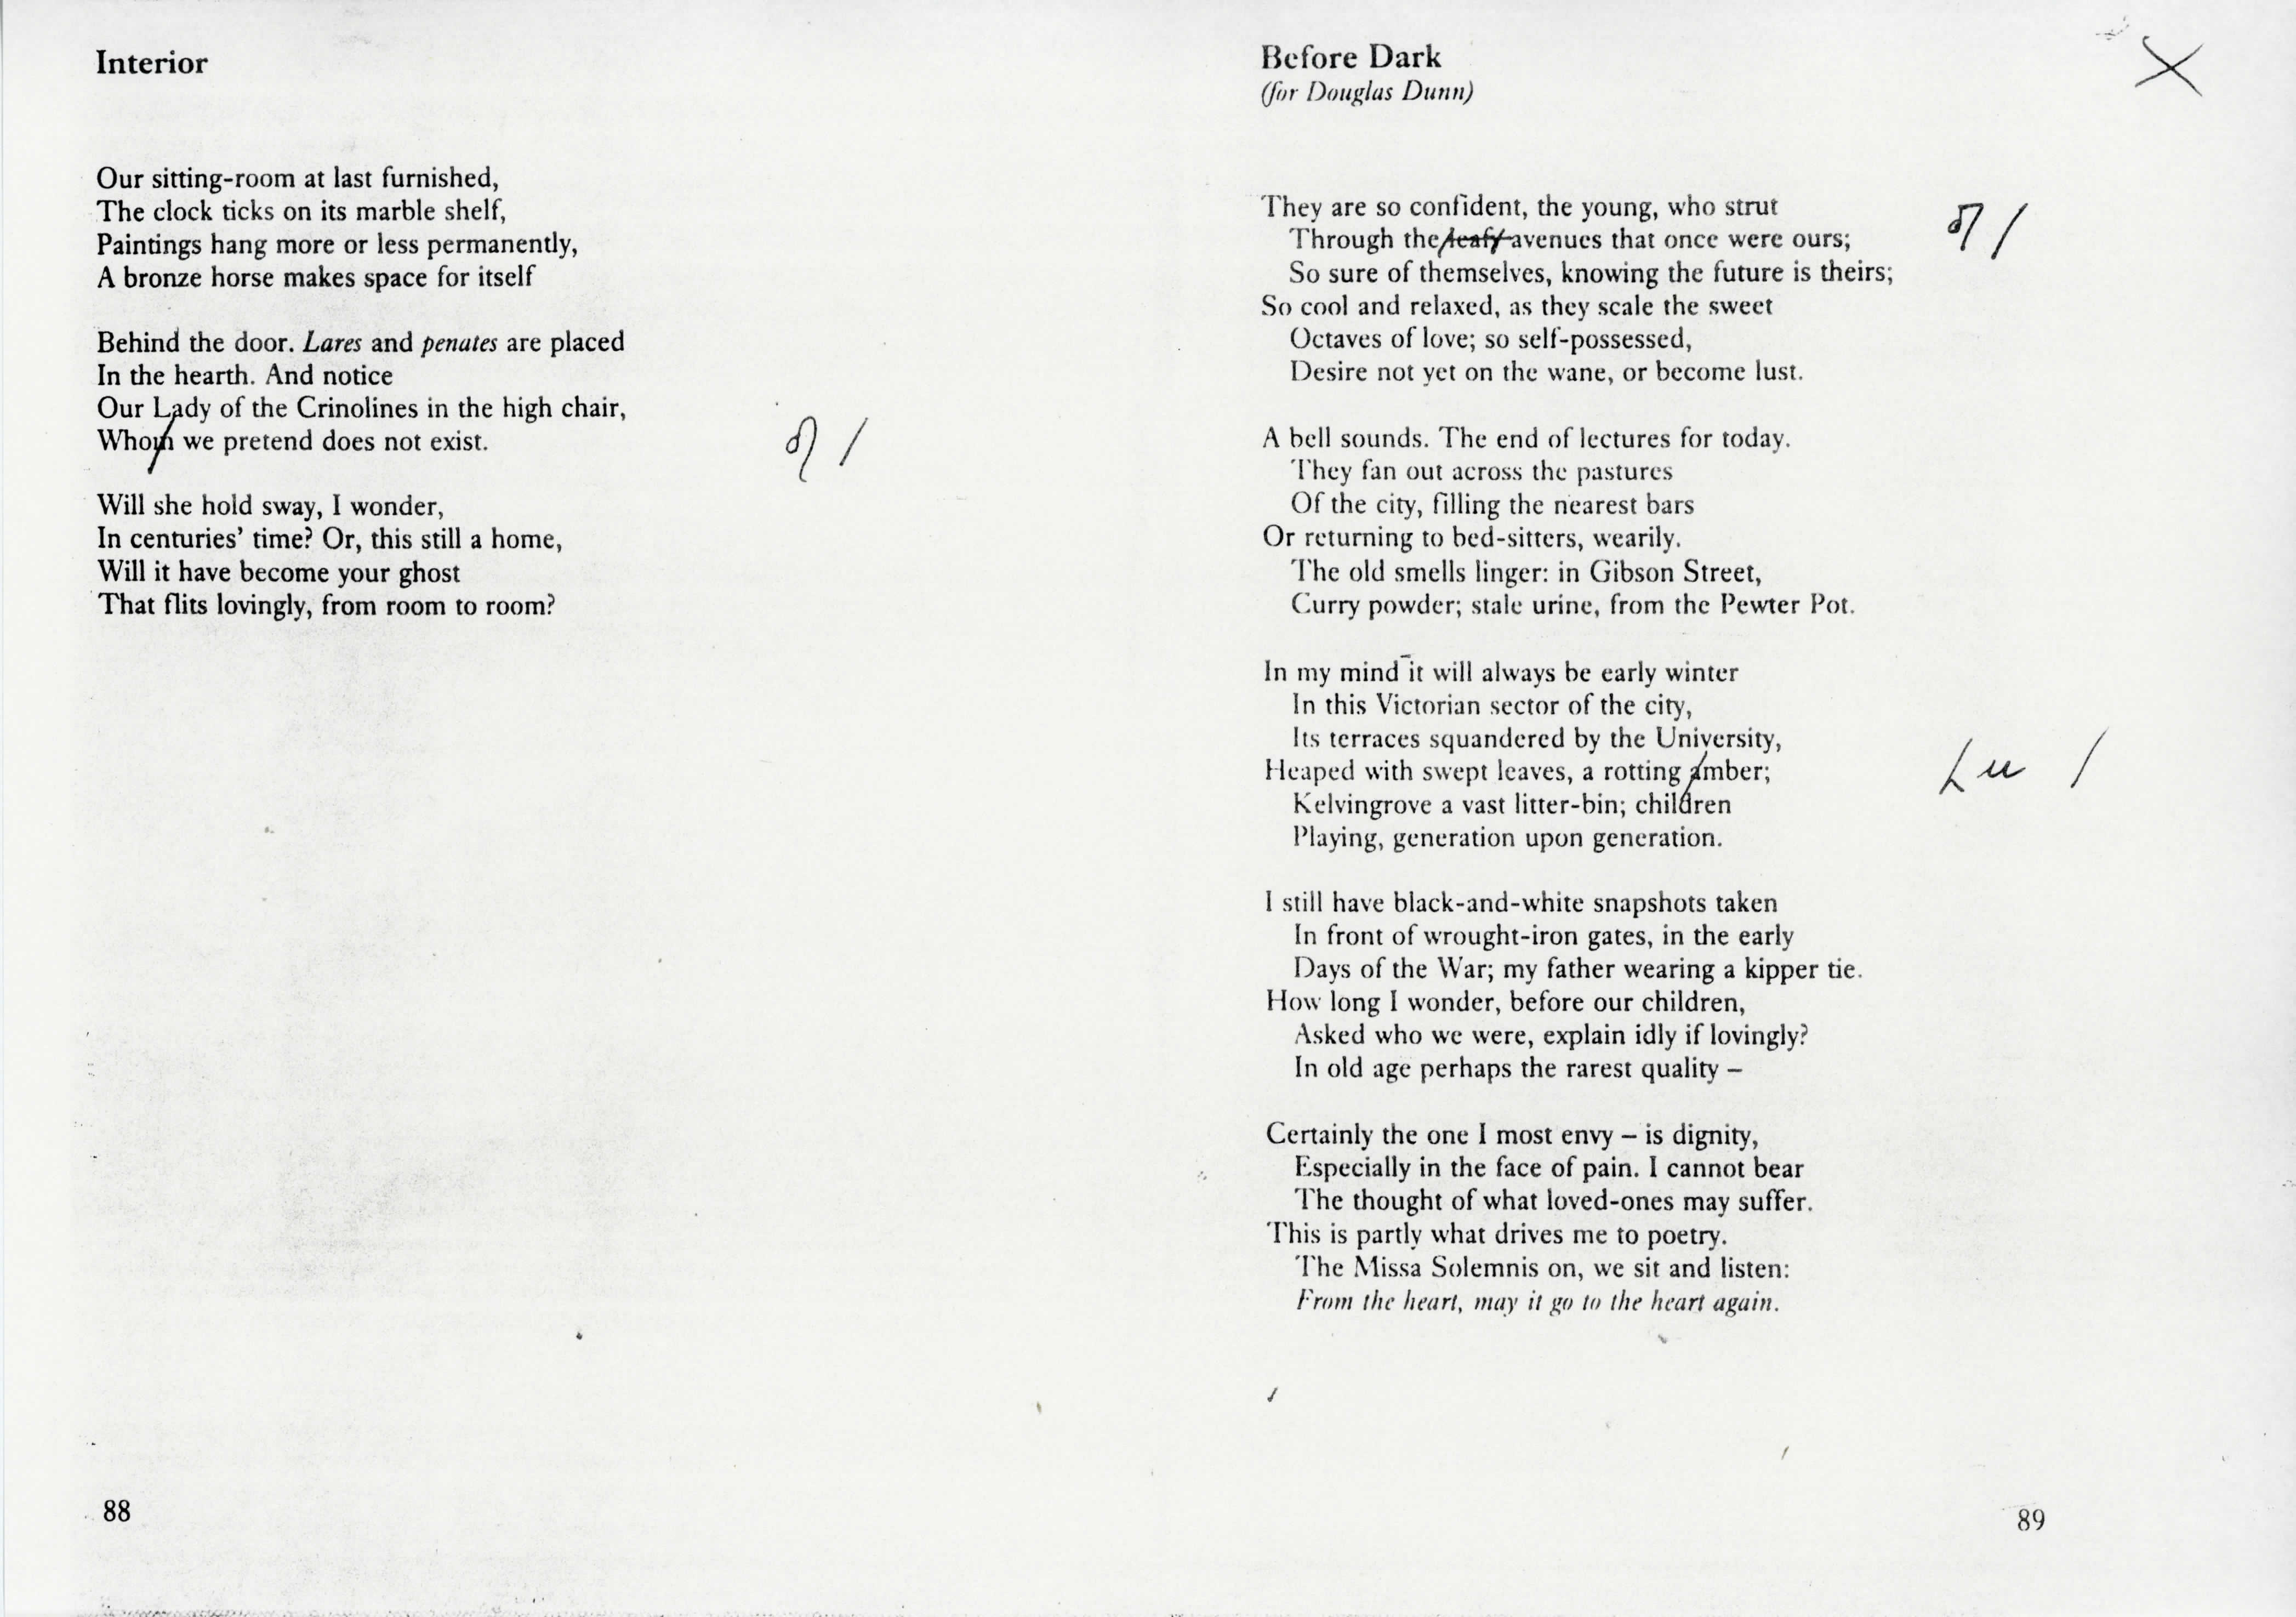 Interior
Our sitting-room at last furnished,
The clock ticks on its marble shelf,
Paintings hang more or less permanently,
A bronze horse makes space for itself
Behind the door. Lares and penates are placed
In the hearth. And notice
Our Lady of the Crinolines in the high chair,
Whom we pretend does not exist.
Will she hold sway, I wonder,
In centuries' time? Or, this still a home,
Will it have become your ghost
That flits lovingly, from room to room?
88
Before Dark
(for Douglas Dunn)
They are so confident, the young, who strut
Through the leafy avenues that once were ours;
So sure of themselves, knowing the future is theirs;
So cool and relaxed, as they scale the sweet
Octaves of love; so self-possessed,
Desire not yet on the wane, or become lust.
A bell sounds. The end of lectures for today.
They fan out across the pastures
Of the city, filling the nearest bars
Or returning to bed-sitters, wearily.
The old smells linger: in Gibson Street,
Curry powder; stale urine, from the Pewter Pot.
In my mind it will always be early winter
In this Victorian sector of the city,
Its terraces squandered by the University,
Heaped with swept leaves, a rotting amber;
Kelvingrove a vast litter-bin; children
Playing, generation upon generation.
I still have black-and-white snapshots taken
In front of wrought-iron gates, in the early
Days of the War; my father wearing a kipper tie.
How long I wonder, before our children,
Asked who we were, explain idly if lovingly?
In old age perhaps the rarest quality –
Certainly the one I most envy – is dignity,
Especially in the face of pain. I cannot bear
The thought of what loved-ones may suffer.
This is partly what drives me to poetry.
The Missa Solemnis on, we sit and listen:
From the heart, may it go to the heart again.
89